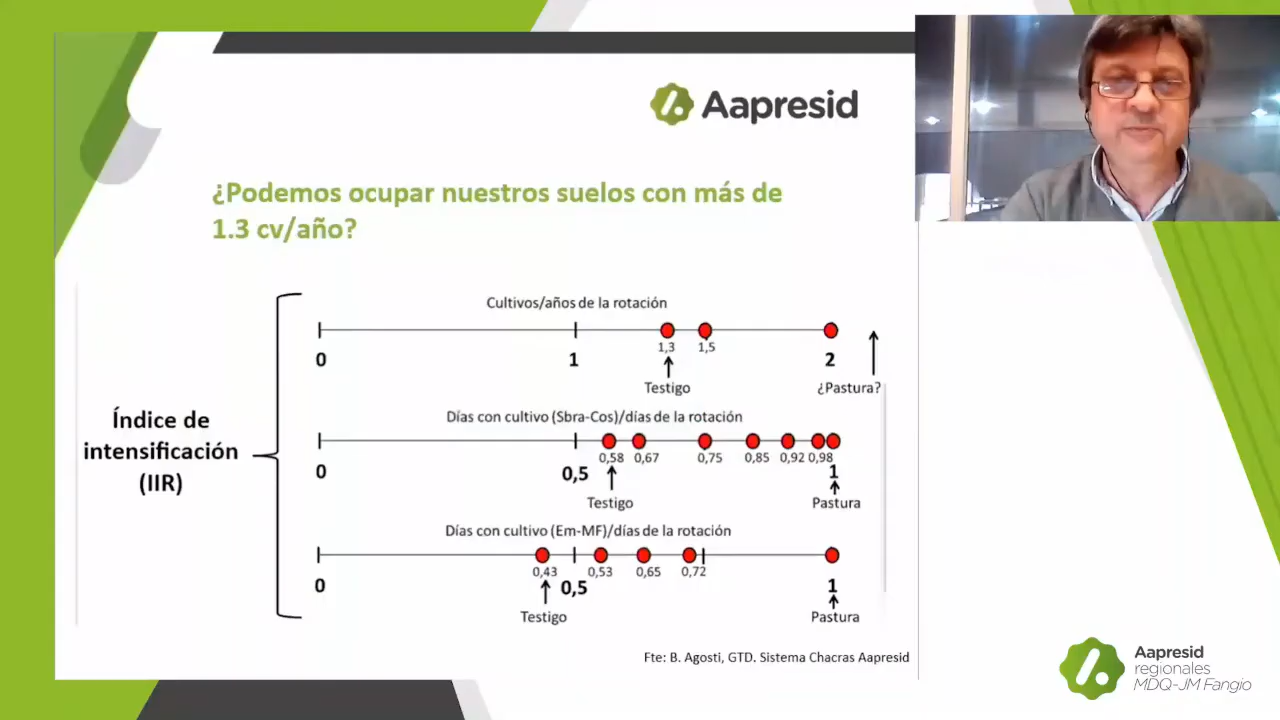 Aapresid
¿Podemos ocupar nuestros suelos con más de
1.3 cv/año?
Índice de
intensificación
(IIR)
Cultivos/años de la rotación
1,3
1,5
0
1
2
Testigo
¿Pastura?
Días con cultivo (Sbra-Cos)/días de la rotación
0,58
0,67
0,75
0,85
0,92
0,98
0
0,5
1
Testigo
Pastura
Días con cultivo (Em-MF)/días de la rotación
0,43
0,53
0,65
0,72
0
0,5
1
Testigo
Pastura
Fte: B. Agosti, GTD. Sistema Chacras Aapresid
Aapresid
regionales
MDQ-JM Fangio